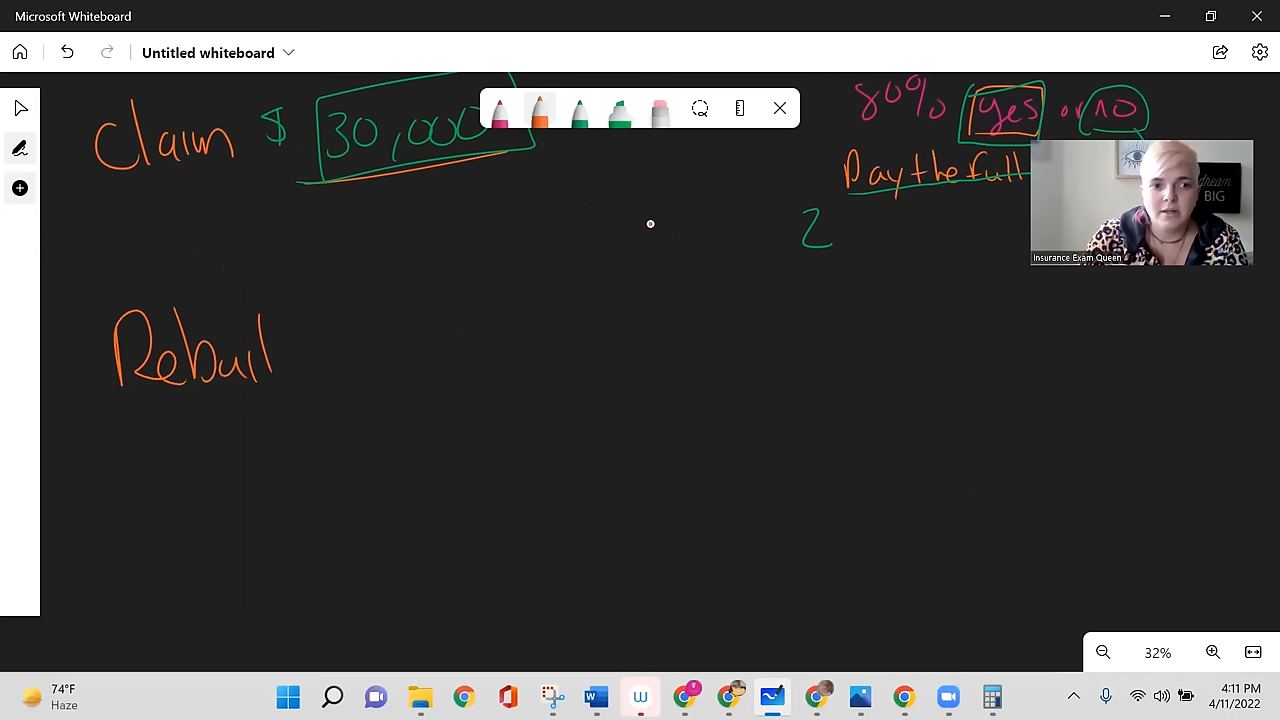 Microsoft Whiteboard
Untitled whiteboard
80% yes or no
Claim $ 30,000
Pay the full
dream
BIG
2
Insurance Exam Queen
Rebuil
32%
74°F
Haze
4:11 PM
4/11/2022